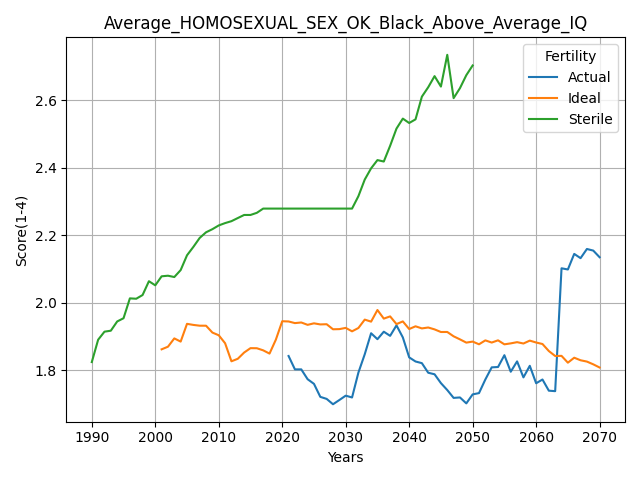 Average_HOMOSEXUAL_SEX_OK_Black_Above_Average_IQ
Fertility
Actual
Ideal
Sterile
Score(1-4)
2.6
2.4
2.2
2.0
1.8
1990 2000 2010 2020 2030 2040 2050 2060 2070
Years